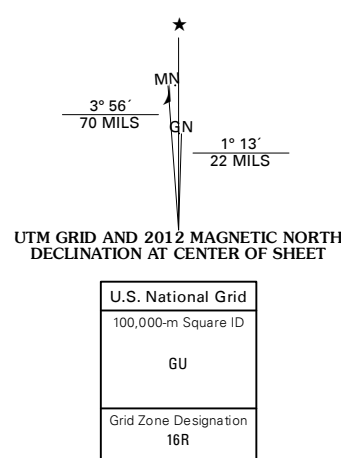 ★
MN
3° 56´
70 MILS
GN
1° 13´
22 MILS
UTM GRID AND 2012 MAGNETIC NORTH
DECLINATION AT CENTER OF SHEET
U.S. National Grid
100,000-m Square ID
GU
Grid Zone Designation
16R